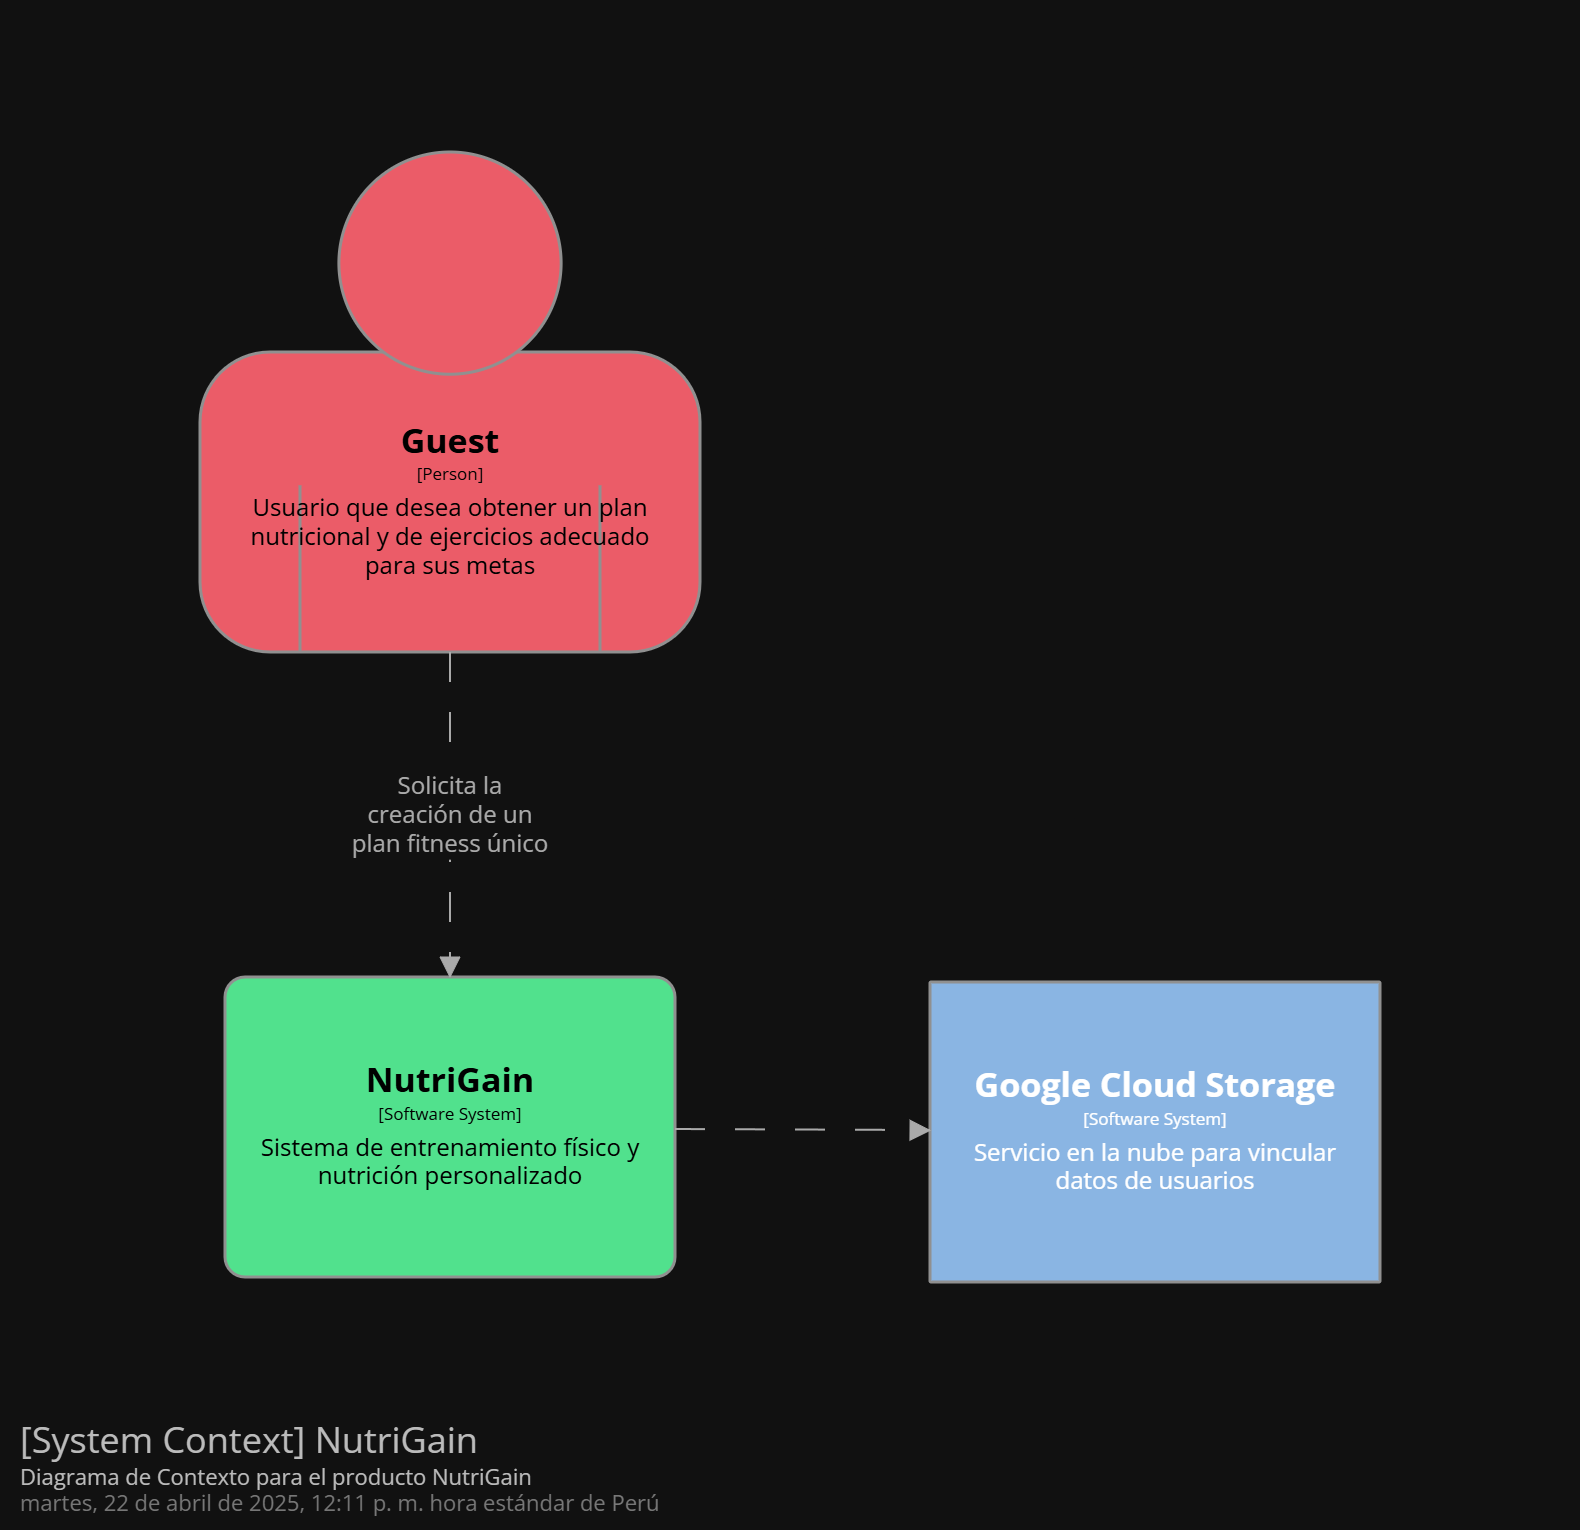 Guest
[Person]
Usuario que desea obtener un plan
nutricional y de ejercicios adecuado
para sus metas
Solicita la
creación de un
plan fitness único
NutriGain
[Software System]
Sistema de entrenamiento físico y
nutrición personalizado
Google Cloud Storage
[Software System]
Servicio en la nube para vincular
datos de usuarios
[System Context] NutriGain
Diagrama de Contexto para el producto NutriGain
martes, 22 de abril de 2025, 12:11 p. m. hora estándar de Perú